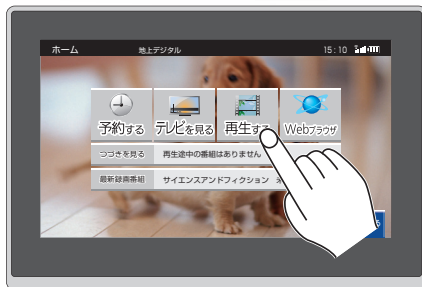 ホーム 地上デジタル 15:10
予約する テレビを見る 再生する Webブラウザ
つづきを見る 再生途中の番組はありません
最新録画番組 サイエンスアンドフィクション